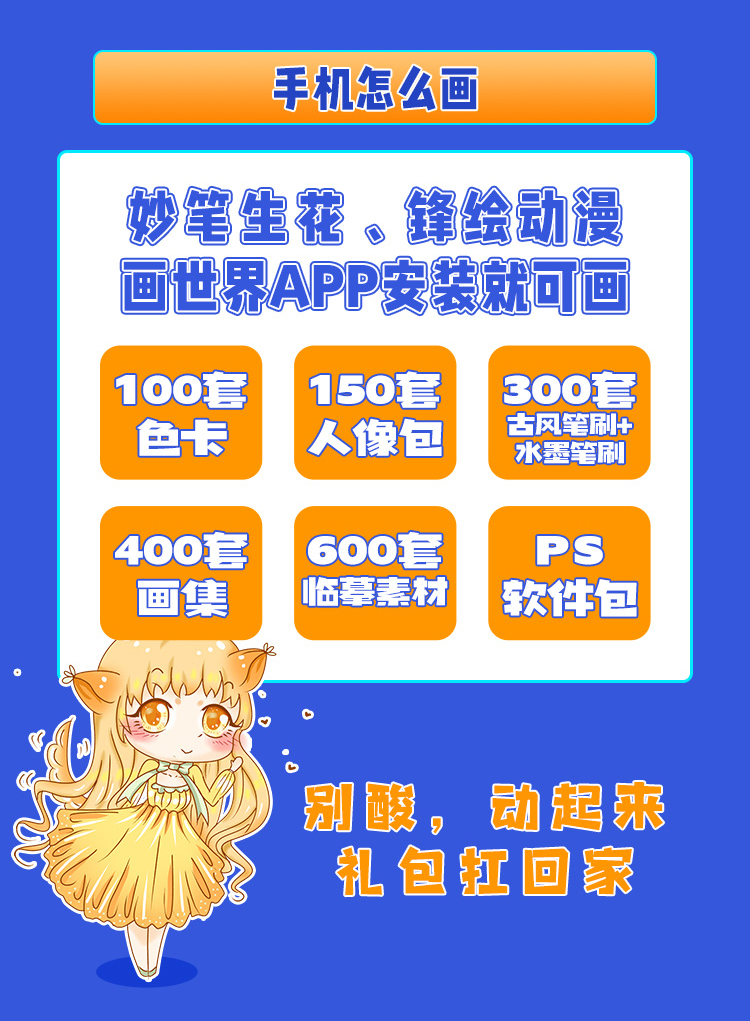 手机怎么画
妙笔生花、锋绘动漫
画世界APP安装就可画
100套
色卡
150套
人像包
300套
古风笔刷+
水墨笔刷
400套
画集
600套
临摹素材
PS
软件包
别酸，动起来
礼包扛回家